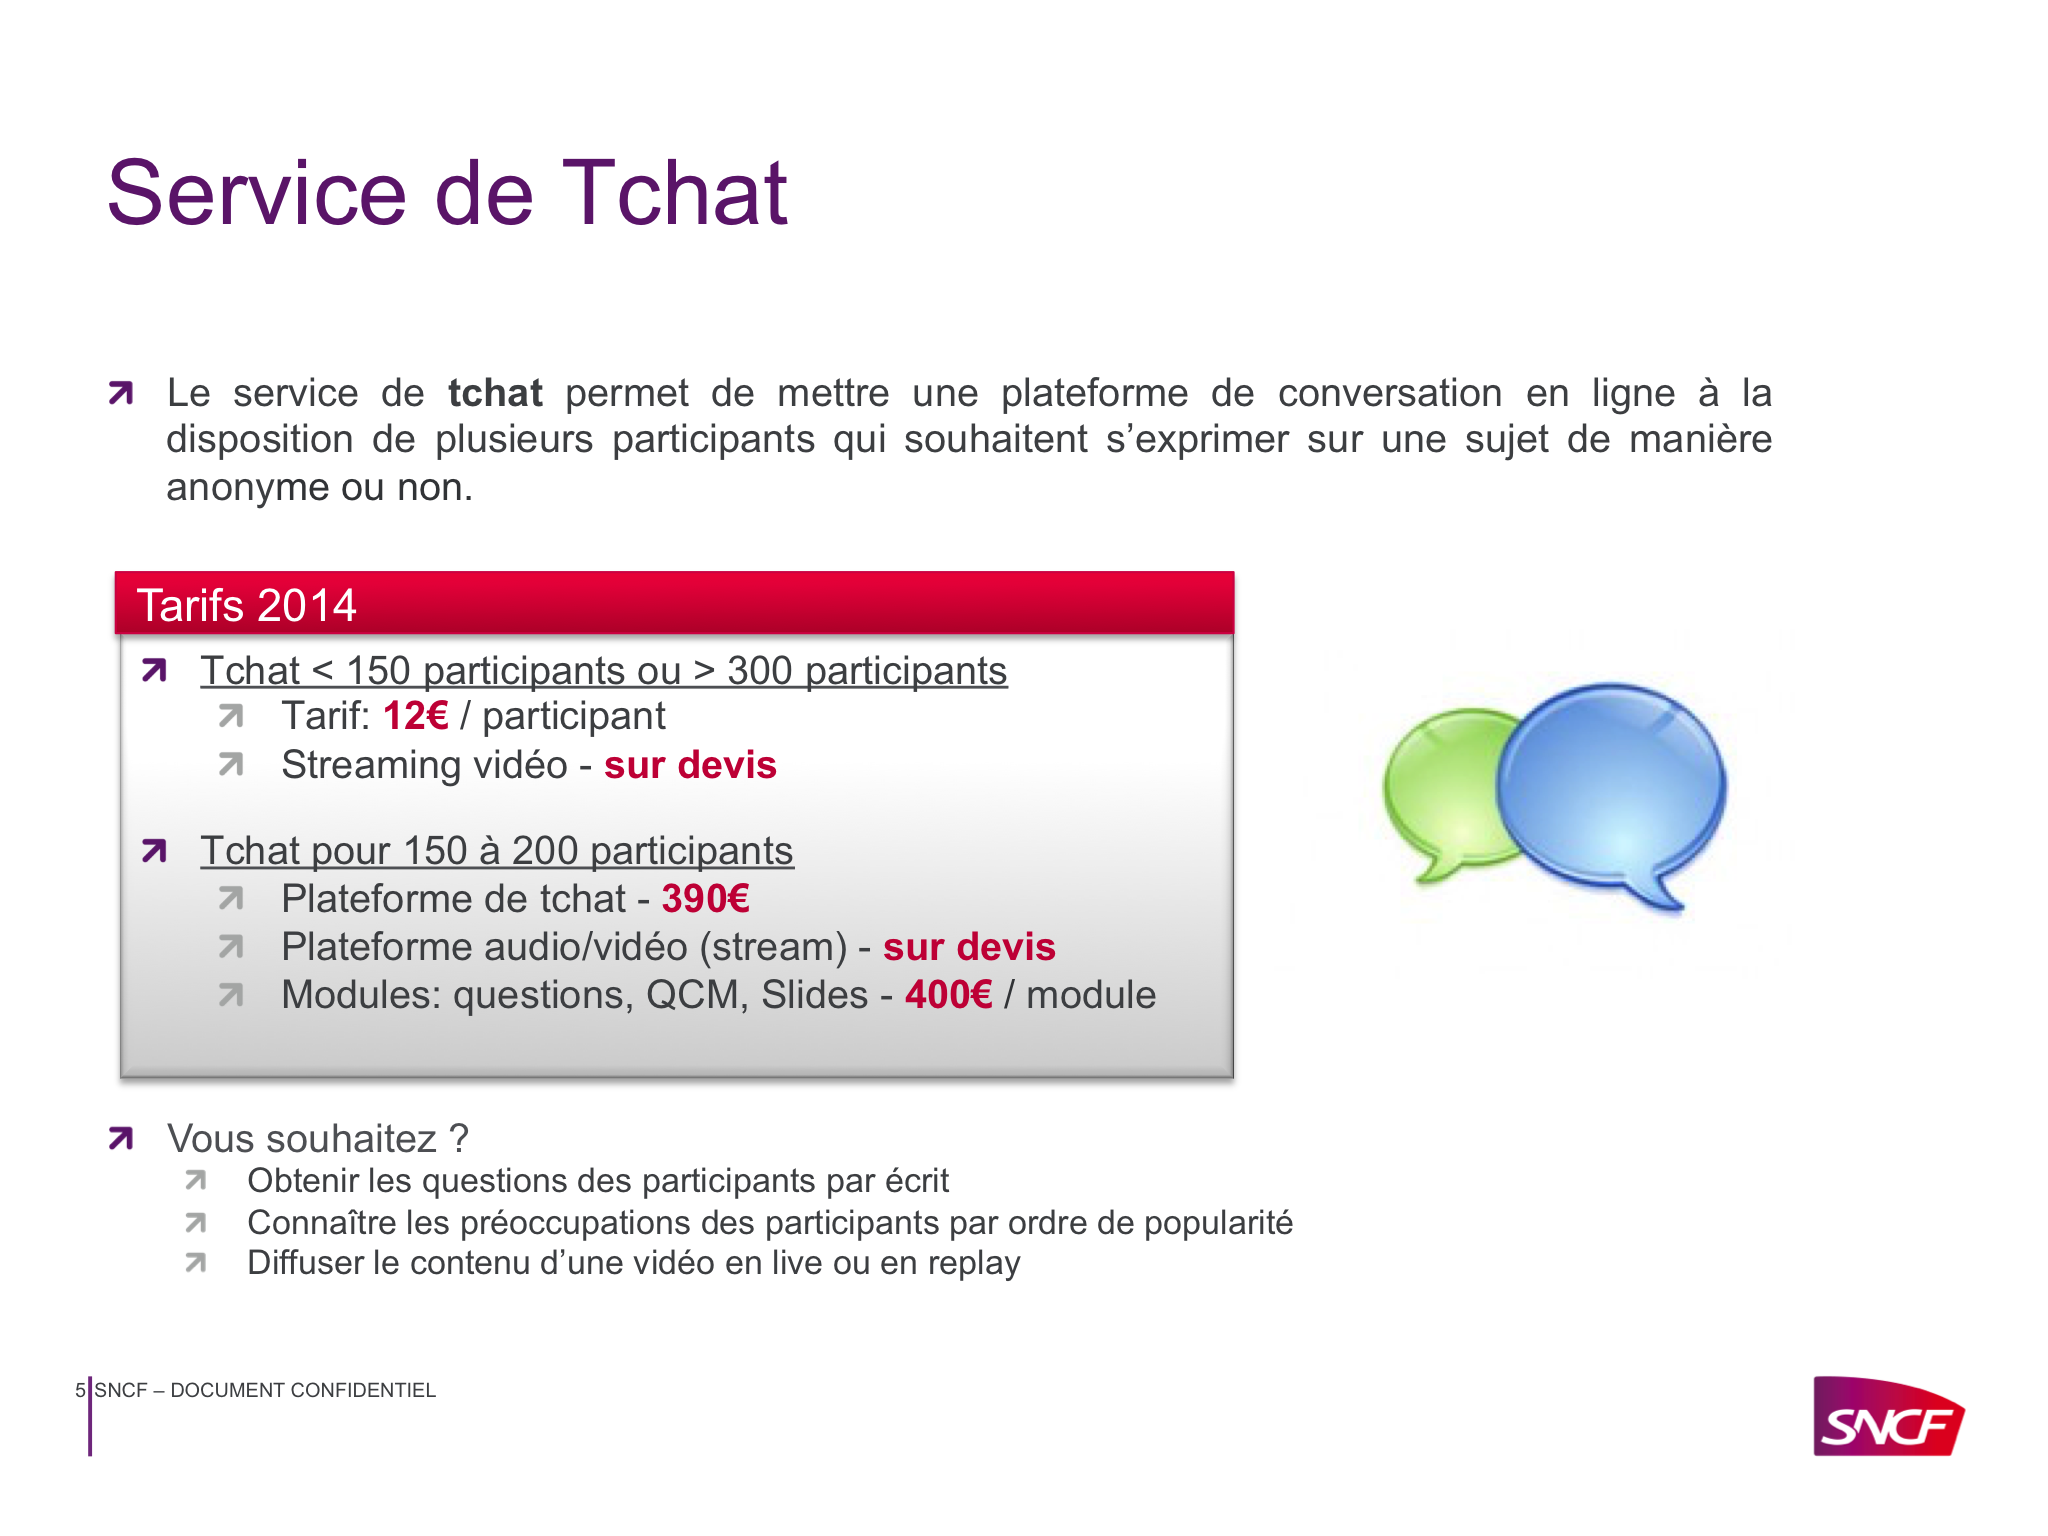 Service de Tchat
Le service de tchat permet de mettre une plateforme de conversation en ligne à la
disposition de plusieurs participants qui souhaitent s’exprimer sur une sujet de manière
anonyme ou non.
Tarifs 2014
Tchat < 150 participants ou > 300 participants
Tarif: 12€ / participant
Streaming vidéo - sur devis
Tchat pour 150 à 200 participants
Plateforme de tchat - 390€
Plateforme audio/vidéo (stream) - sur devis
Modules: questions, QCM, Slides - 400€ / module
Vous souhaitez ?
Obtenir les questions des participants par écrit
Connaître les préoccupations des participants par ordre de popularité
Diffuser le contenu d’une vidéo en live ou en replay
5 SNCF – DOCUMENT CONFIDENTIEL
SNCF